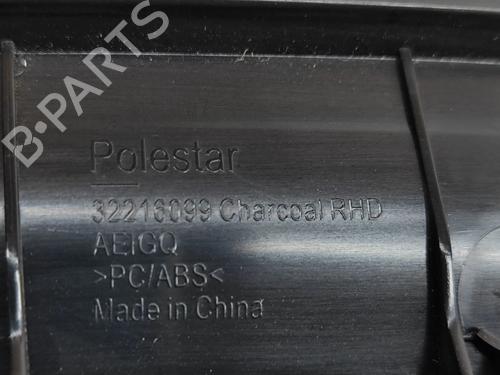 B-PARTS
Polestar
32216099 Charcoal RHD
AEIGQ
>PC/ABS<
Made in China